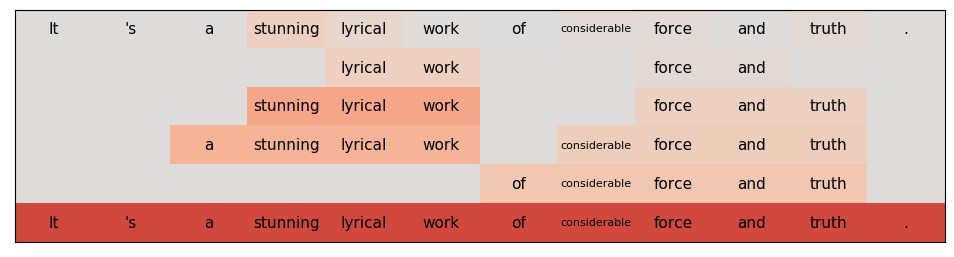 It 's a stunning lyrical work of considerable force and truth .
lyrical work force and
stunning lyrical work force and truth
a stunning lyrical work considerable force and truth
of considerable force and truth
It 's a stunning lyrical work of considerable force and truth .